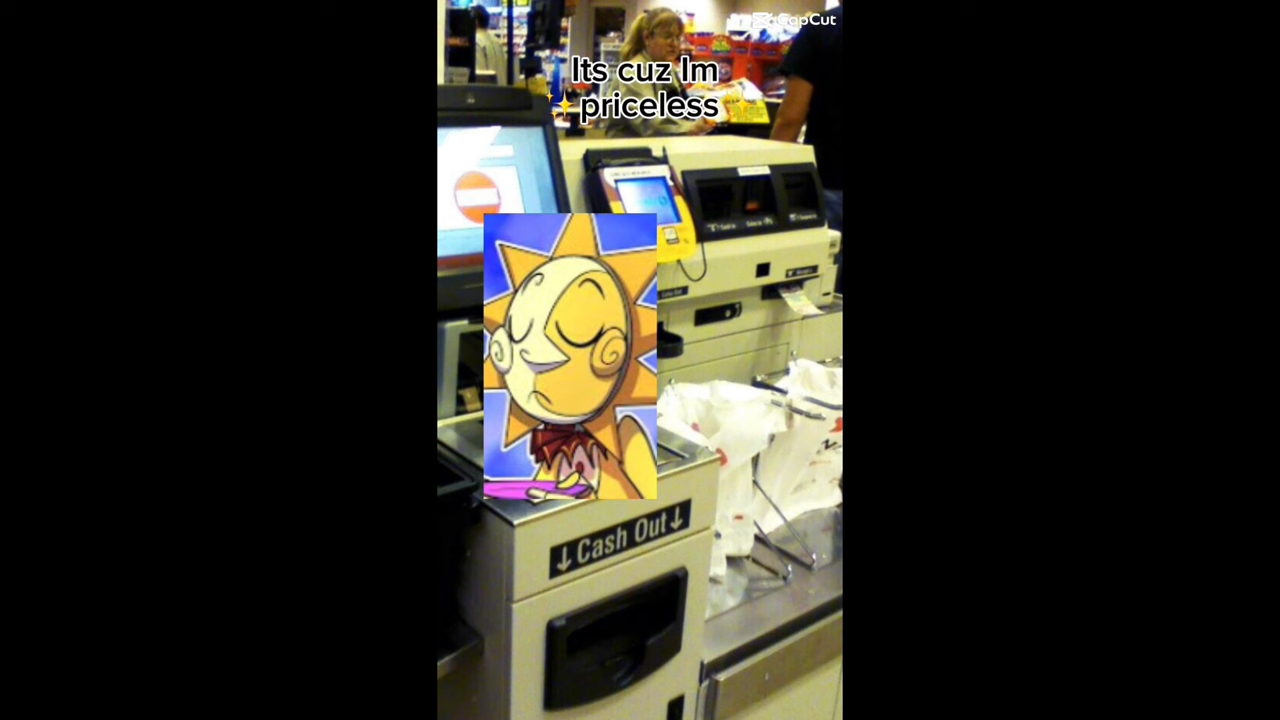 CapCut
Its cuz Im
✨priceless✨
↓Cash Out↓